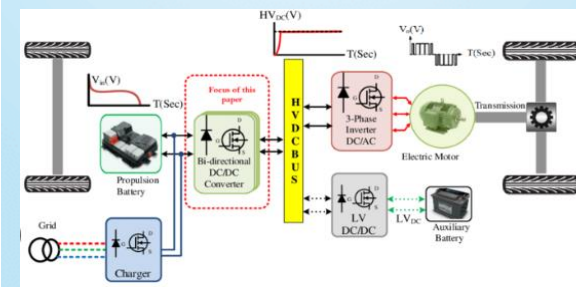 HV_DC(V)
T(Sec)
V_o(V)
T(Sec)
V_in(V)
T(Sec)
Focus of this
paper
D
G
S
Bi-directional
DC/DC
Converter
H
V
D
C
B
U
S
D
G
S
3-Phase
Inverter
DC/AC
Electric Motor
Transmission
Propulsion
Battery
Grid
D
G
S
Charger
D
G
S
LV
DC/DC
LV_DC
Auxiliary
Battery